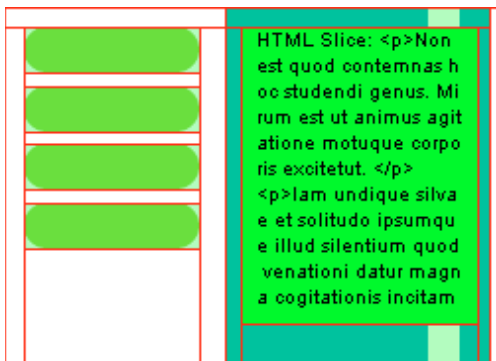 HTML Slice: <p>Non
est quod contemnas h
oc studendi genus. Mi
rum est ut animus agit
atione motuque corpo
ris excitetut. </p>
<p>Iam undique silva
e et solitudo ipsumqu
e illud silentium quod
venationi datur magn
a cogitationis incitam